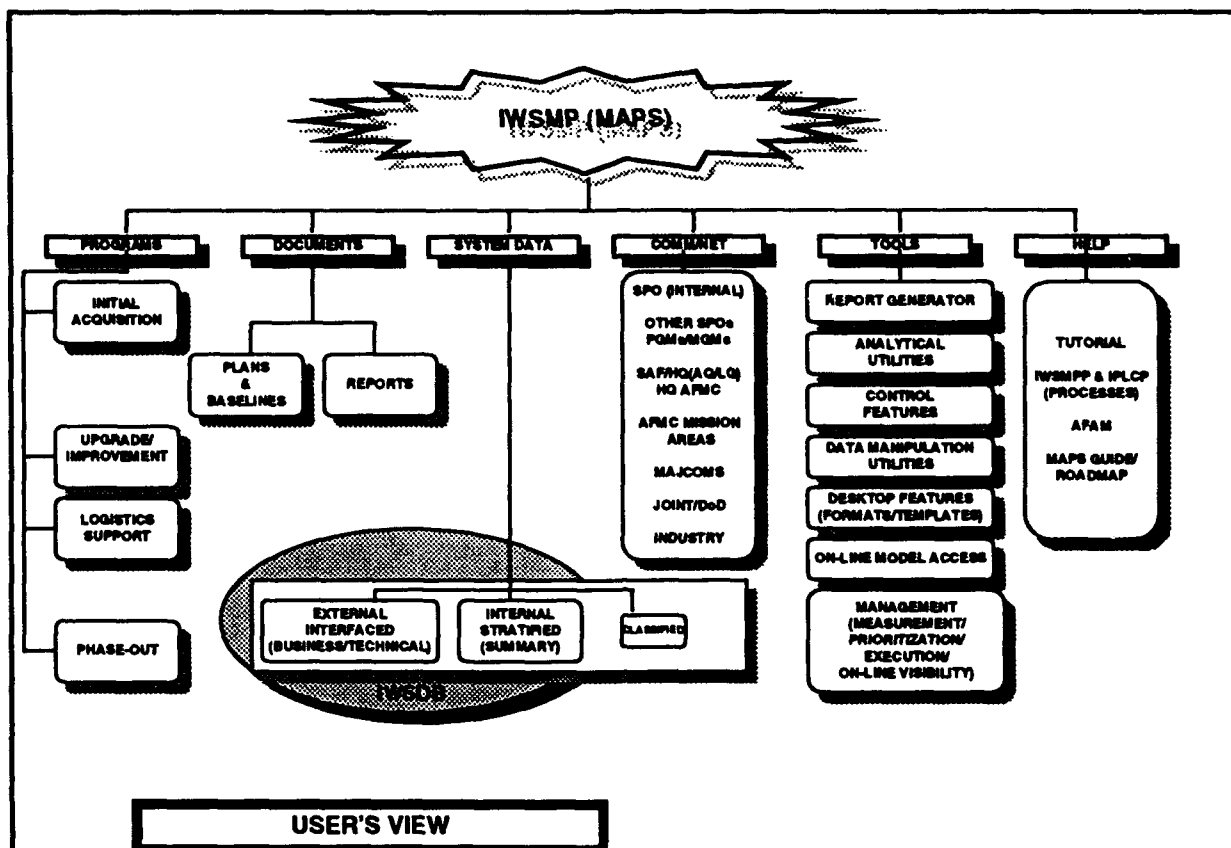 IWSMP (MAPS)
PROGRAMS
DOCUMENTS
SYSTEM DATA
COMM/NET
TOOLS
HELP
INITIAL
ACQUISITION
UPGRADE/
IMPROVEMENT
LOGISTICS
SUPPORT
PHASE-OUT
PLANS
&
BASELINES
REPORTS
EXTERNAL
INTERFACED
(BUSINESS/TECHNICAL)
INTERNAL
STRATIFIED
(SUMMARY)
CLASSIFIED
IWSDB
SPO (INTERNAL)
OTHER SPOs
PGMs/MGMs
SAF/HQ(AQ/LG)
HQ AFMC
AFMC MISSION
AREAS
MAJCOMS
JOINT/DoD
INDUSTRY
REPORT GENERATOR
ANALYTICAL
UTILITIES
CONTROL
FEATURES
DATA MANIPULATION
UTILITIES
DESKTOP FEATURES
(FORMATS/TEMPLATES)
ON-LINE MODEL ACCESS
MANAGEMENT
(MEASUREMENT/
PRIORITIZATION/
EXECUTION/
ON-LINE VISIBILITY)
TUTORIAL
IWSMPP & IPLCP
(PROCESSES)
AFAM
MAPS GUIDE/
ROADMAP
USER'S VIEW